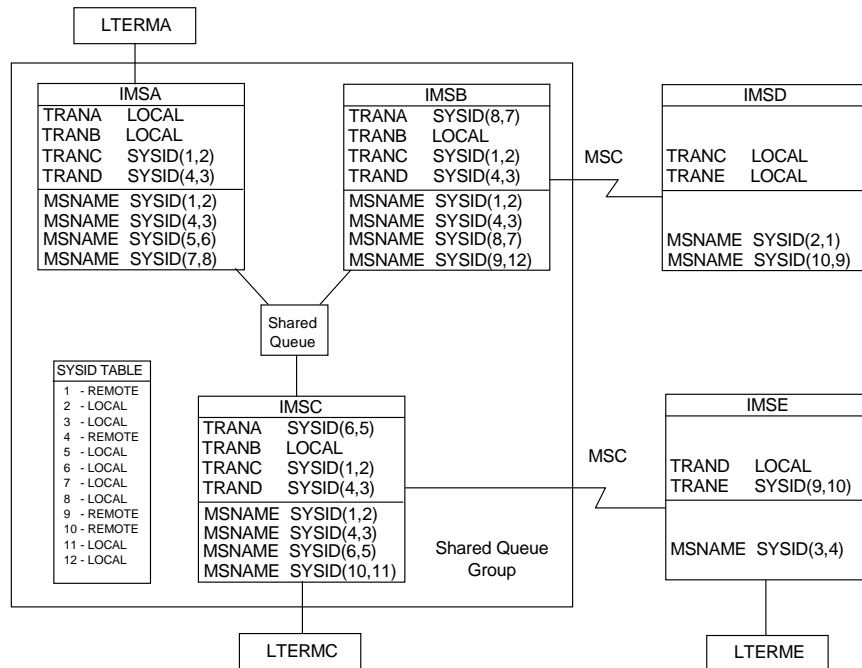 LTERMA
IMSA
TRANA LOCAL
TRANB LOCAL
TRANC SYSID(1,2)
TRAND SYSID(4,3)
MSNAME SYSID(1,2)
MSNAME SYSID(4,3)
MSNAME SYSID(5,6)
MSNAME SYSID(7,8)
IMSB
TRANA SYSID(8,7)
TRANB LOCAL
TRANC SYSID(1,2)
TRAND SYSID(4,3)
MSNAME SYSID(1,2)
MSNAME SYSID(4,3)
MSNAME SYSID(8,7)
MSNAME SYSID(9,12)
MSC
IMSD
TRANC LOCAL
TRANE LOCAL
MSNAME SYSID(2,1)
MSNAME SYSID(10,9)
Shared
Queue
SYSID TABLE
1 - REMOTE
2 - LOCAL
3 - LOCAL
4 - REMOTE
5 - LOCAL
6 - LOCAL
7 - LOCAL
8 - LOCAL
9 - REMOTE
10 - REMOTE
11 - LOCAL
12 - LOCAL
IMSC
TRANA SYSID(6,5)
TRANB LOCAL
TRANC SYSID(1,2)
TRAND SYSID(4,3)
MSNAME SYSID(1,2)
MSNAME SYSID(4,3)
MSNAME SYSID(6,5)
MSNAME SYSID(10,11)
Shared Queue
Group
MSC
IMSE
TRAND LOCAL
TRANE SYSID(9,10)
MSNAME SYSID(3,4)
LTERMC
LTERME